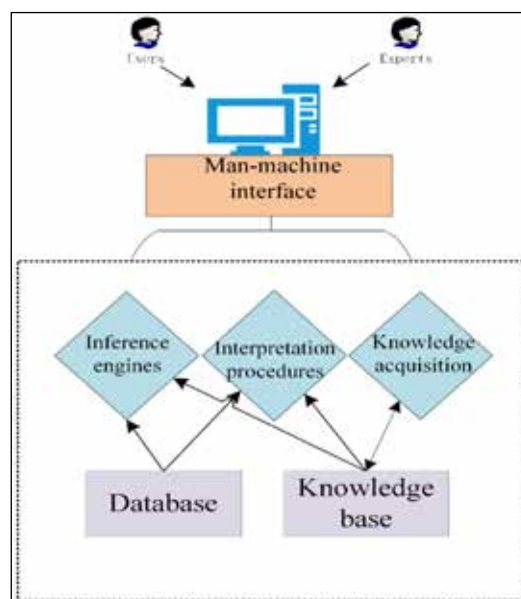 Users
Experts
Man-machine
interface
Inference
engines
Interpretation
procedures
Knowledge
acquisition
Database
Knowledge
base